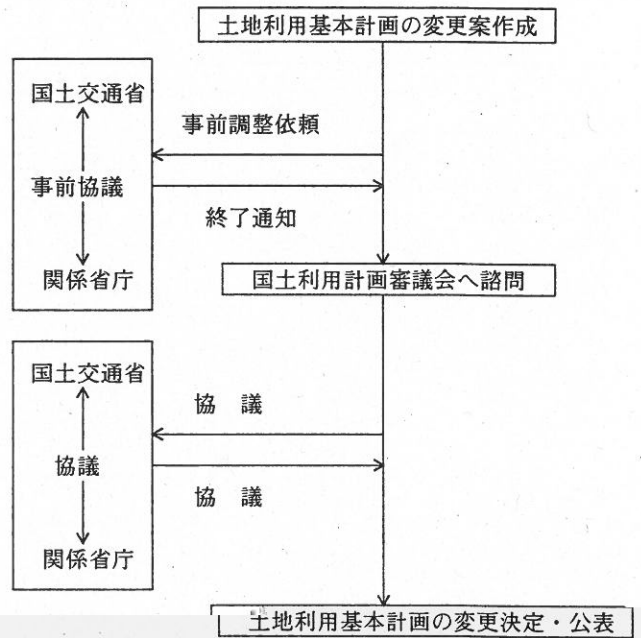 土地利用基本計画の変更案作成
国土交通省
事前調整依頼
事前協議
終了通知
関係省庁
国土利用計画審議会へ諮問
国土交通省
協　議
協議
協　議
関係省庁
土地利用基本計画の変更決定・公表